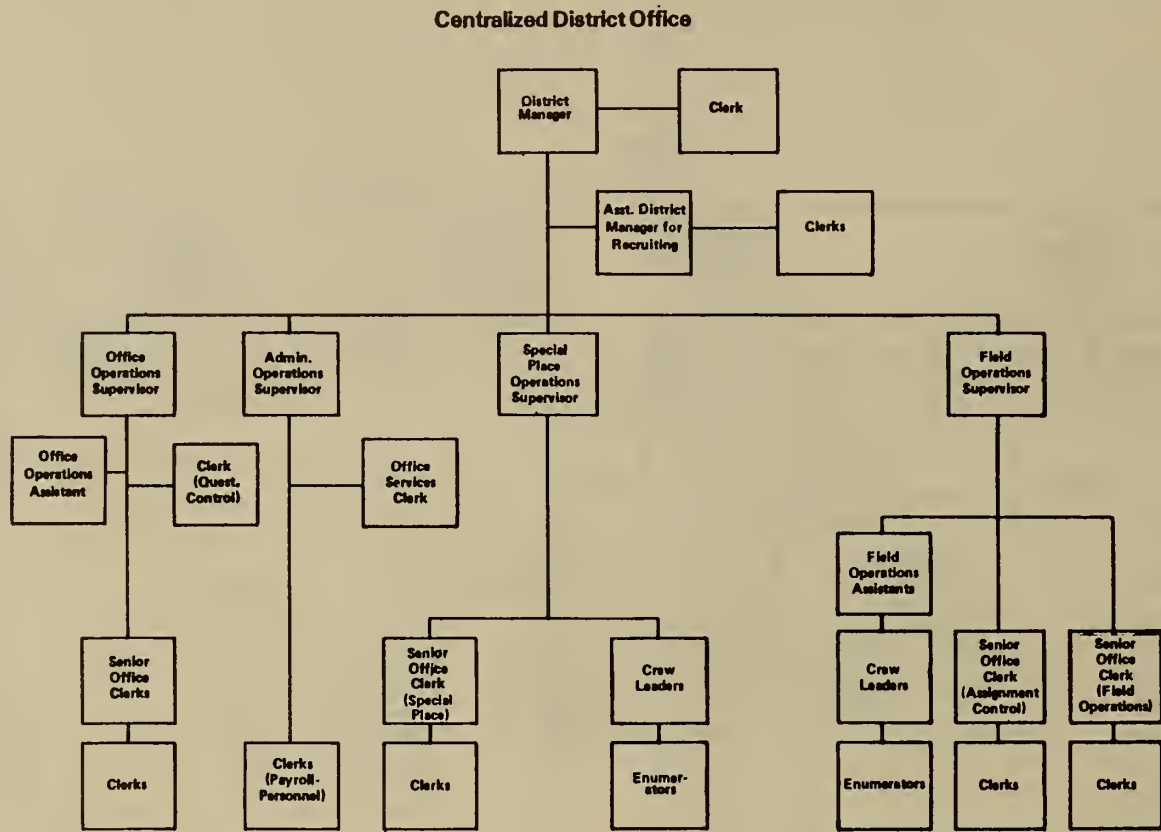 Centralized District Office
District
Manager
Clerk
Asst. District
Manager for
Recruiting
Clerks
Office
Operations
Supervisor
Admin.
Operations
Supervisor
Special
Place
Operations
Supervisor
Field
Operations
Supervisor
Office
Operations
Assistant
Clerk
(Quest.
Control)
Office
Services
Clerk
Field
Operations
Assistants
Senior
Office
Clerks
Senior
Office
Clerk
(Special
Place)
Crew
Leaders
Crew
Leaders
Senior
Office
Clerk
(Assignment
Control)
Senior
Office
Clerk
(Field
Operations)
Clerks
Clerks
(Payroll-
Personnel)
Clerks
Enumer-
ators
Enumerators
Clerks
Clerks